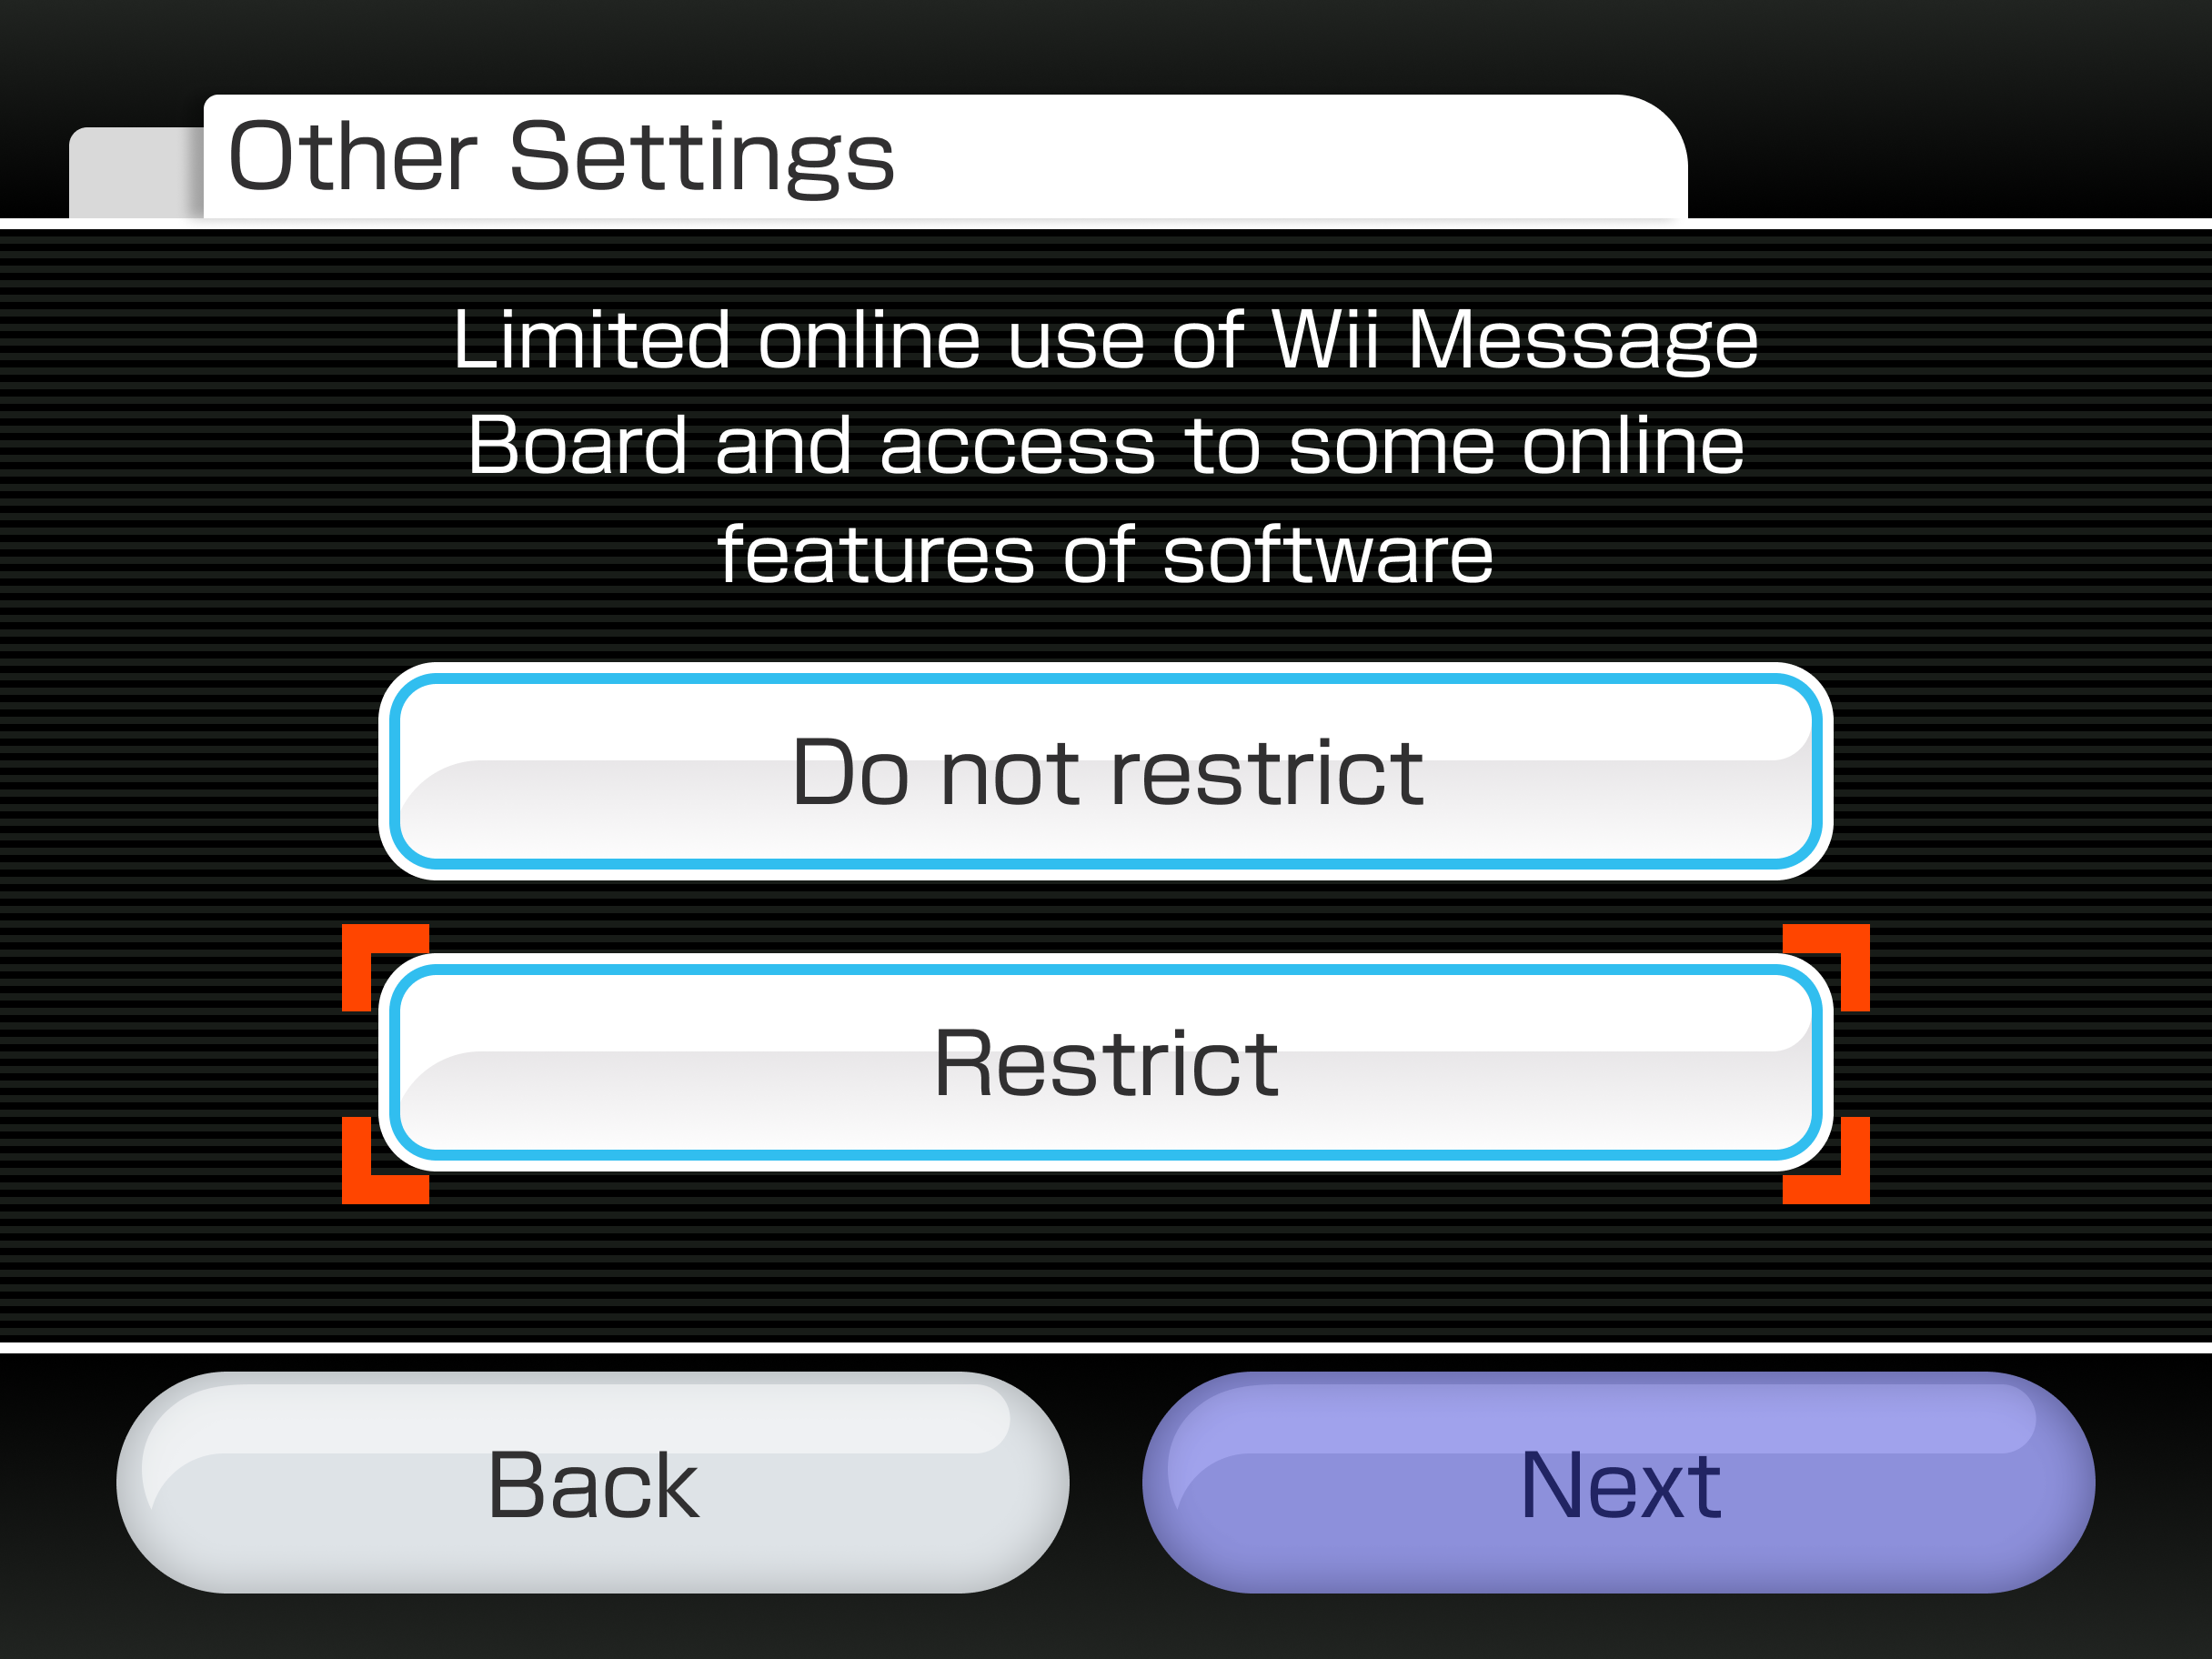 Other Settings
Limited online use of Wii Message
Board and access to some online
features of software
Do not restrict
Restrict
Back
Next